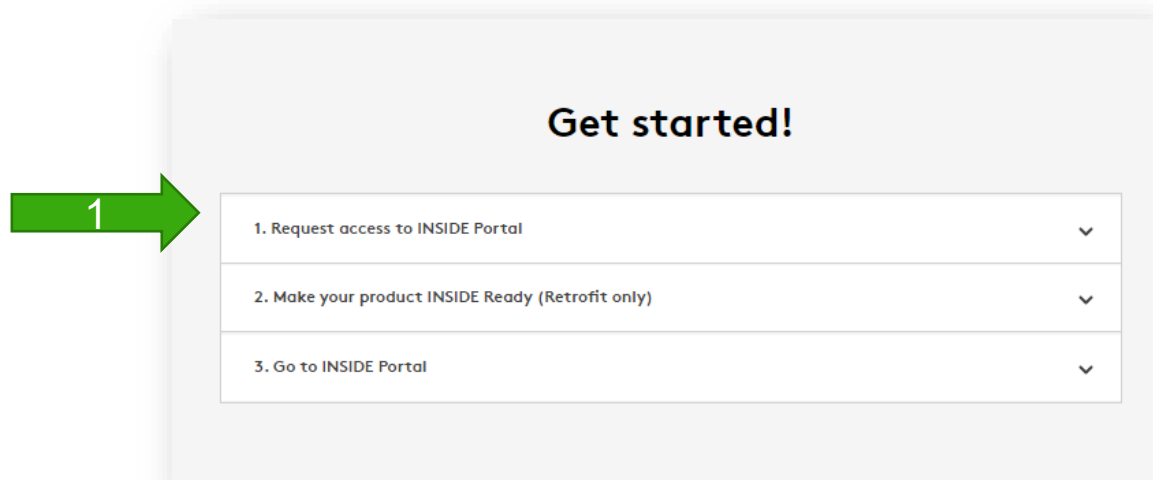 Get started!
1
1. Request access to INSIDE Portal
2. Make your product INSIDE Ready (Retrofit only)
3. Go to INSIDE Portal